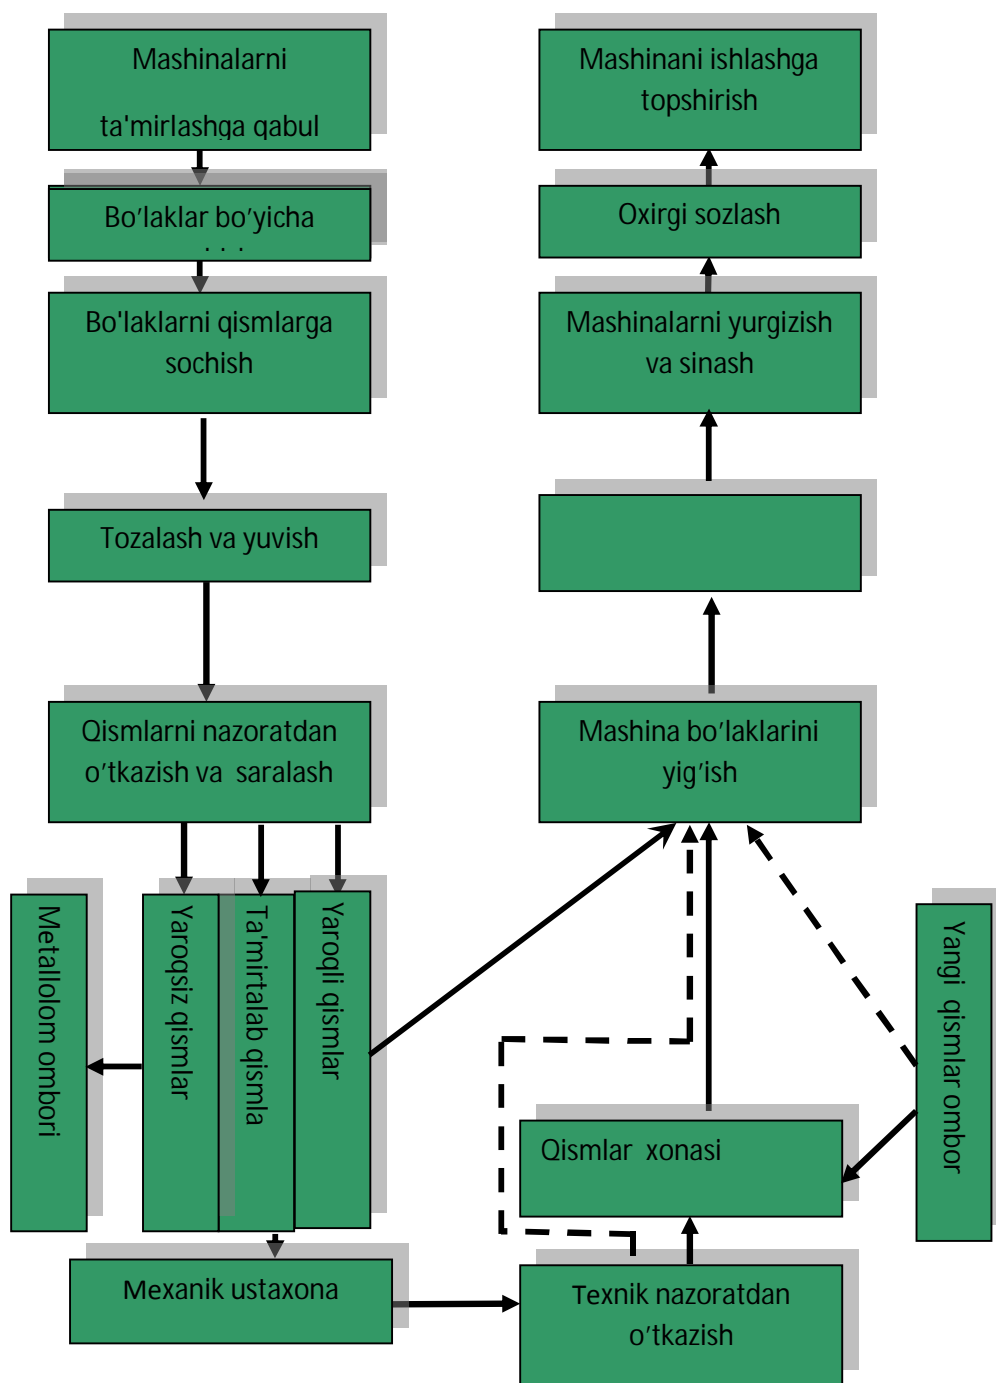 Mashinalarni
ta'mirlashga qabul
Bo’laklar bo’yicha
Bo'laklarni qismlarga
sochish
Tozalash va yuvish
Qismlarni nazoratdan
o’tkazish va saralash
Metallolom ombori
Yaroqsiz qismlar
Ta'mirtalab qismla
Yaroqli qismlar
Mexanik ustaxona
Mashinani ishlashga
topshirish
Oxirgi sozlash
Mashinalarni yurgizish
va sinash
Mashina bo’laklarini
yig’ish
Yangi qismlar ombor
Qismlar xonasi
Texnik nazoratdan
o’tkazish